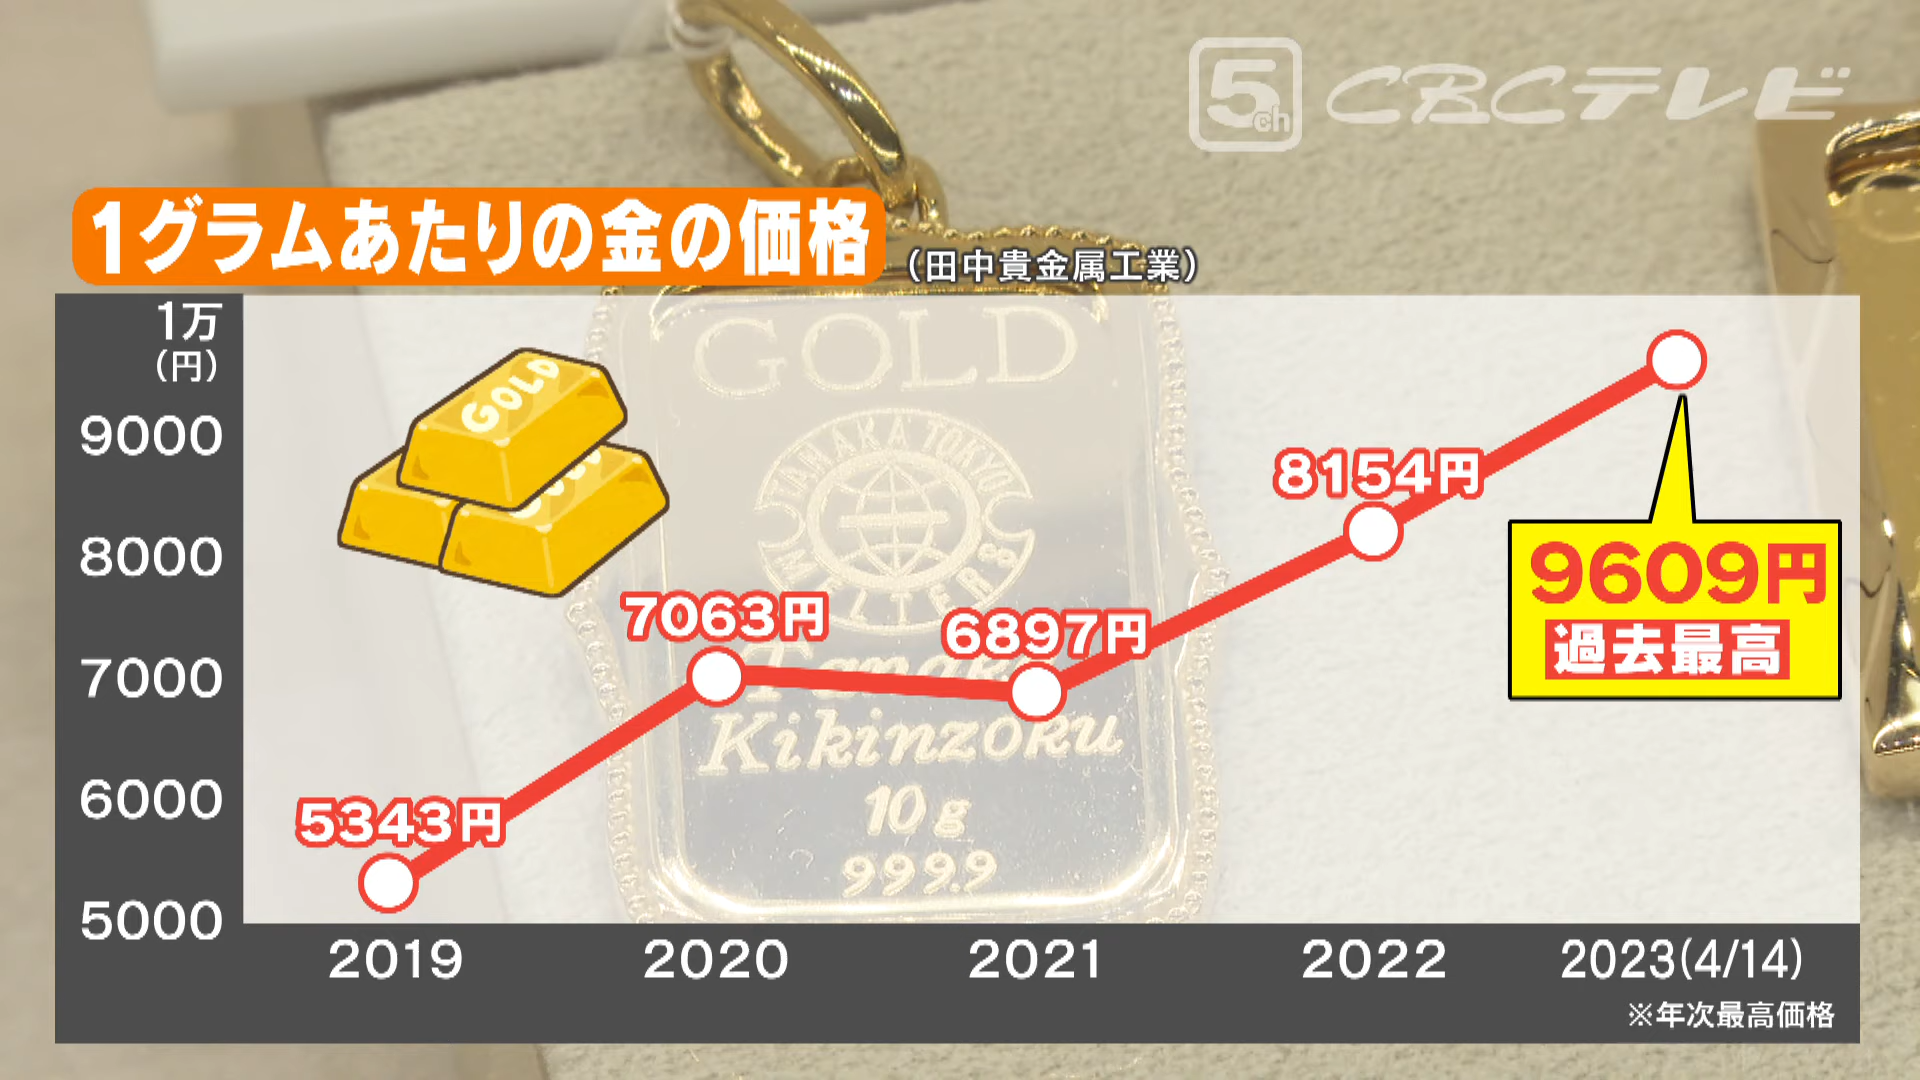 5ch CBCテレビ
1グラムあたりの金の価格
（田中貴金属工業）
1万
（円）
9000
8000
7000
6000
5000
GOLD
GOLD
TANAKA TOKYO
MELTERS
Tanaka
Kikinzoku
10g
999.9
5343円
7063円
6897円
8154円
9609円
過去最高
2019
2020
2021
2022
2023(4/14)
※年次最高価格